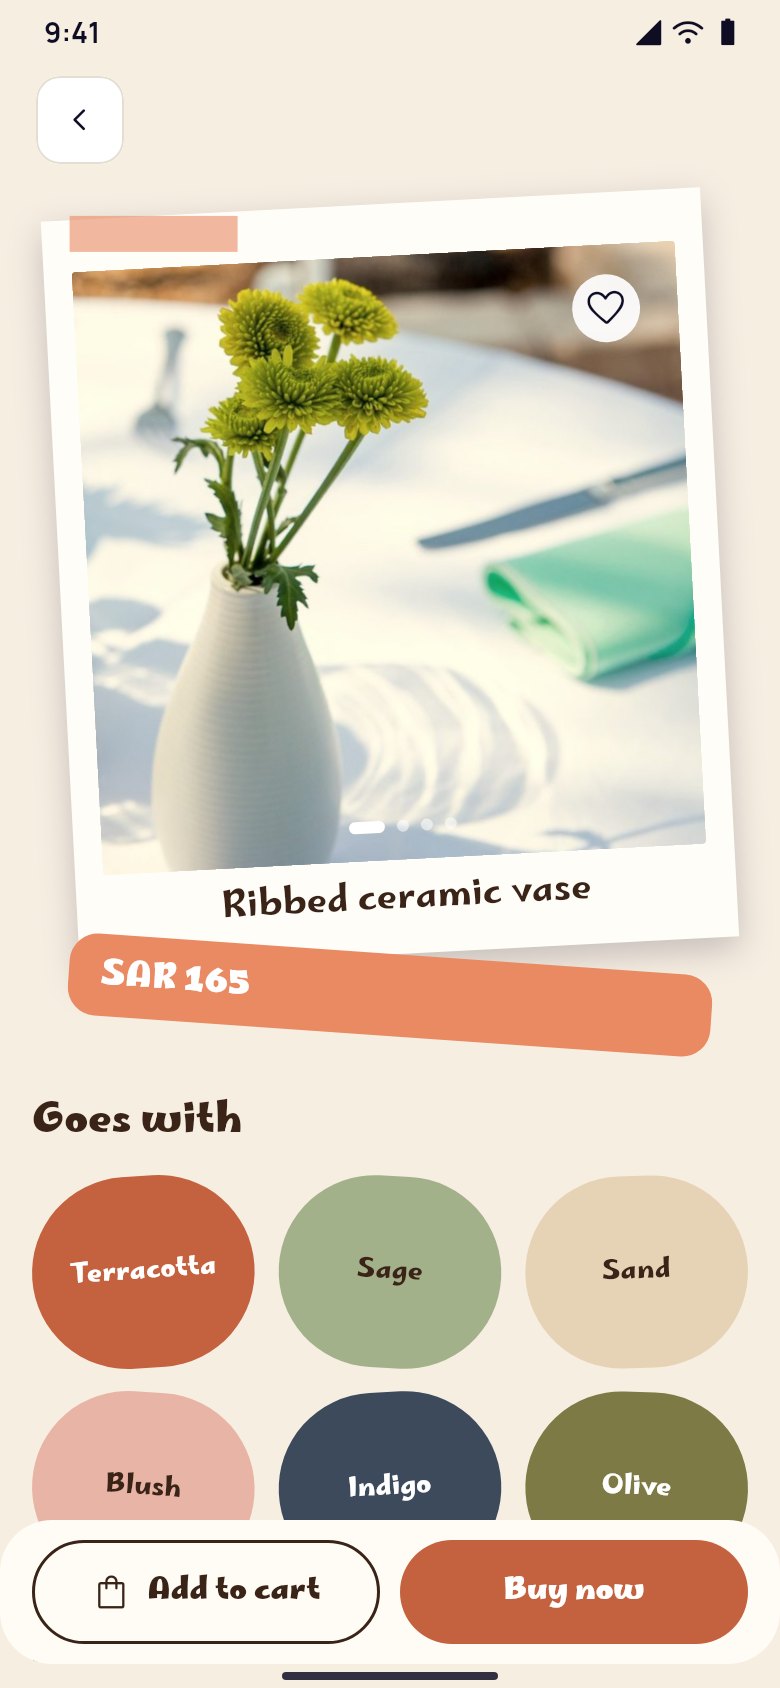 9:41
Ribbed ceramic vase
SAR 165
Goes with
Terracotta
Sage
Sand
Blush
Indigo
Olive
Add to cart
Buy now